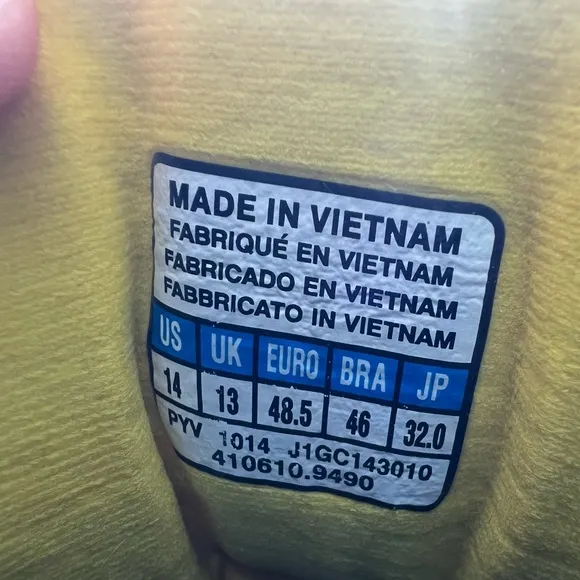 MADE IN VIETNAM
FABRIQUÉ EN VIETNAM
FABRICADO EN VIETNAM
FABBRICATO IN VIETNAM
US UK EURO BRA JP
14 13 48.5 46 32.0
PYV 1014 J1GC143010
410610.9490